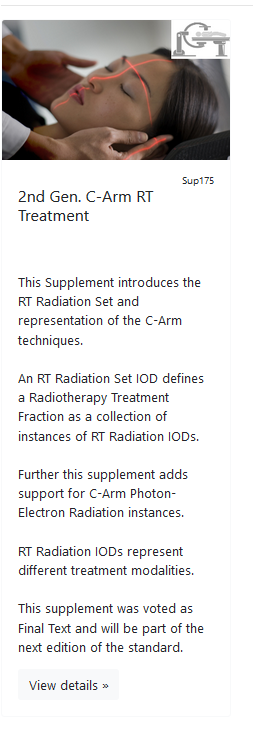 Sup175
2nd Gen. C-Arm RT
Treatment
This Supplement introduces the
RT Radiation Set and
representation of the C-Arm
techniques.
An RT Radiation Set IOD defines
a Radiotherapy Treatment
Fraction as a collection of
instances of RT Radiation IODs.
Further this supplement adds
support for C-Arm Photon-
Electron Radiation instances.
RT Radiation IODs represent
different treatment modalities.
This supplement was voted as
Final Text and will be part of the
next edition of the standard.
View details »